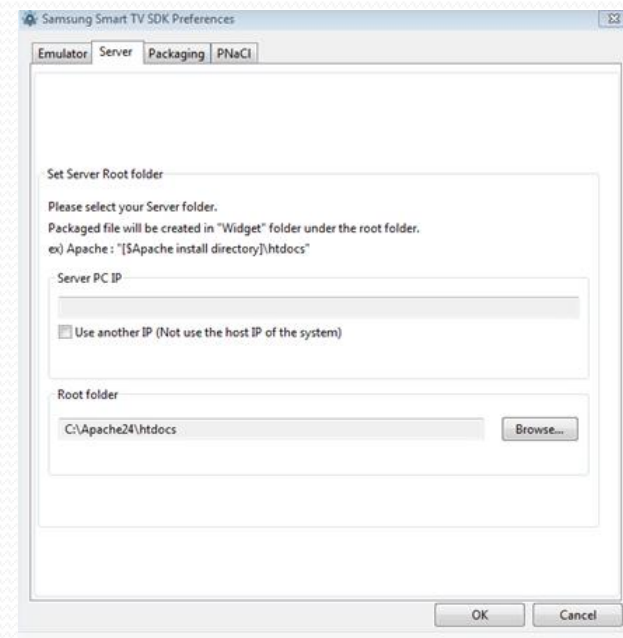 Samsung Smart TV SDK Preferences
Emulator Server Packaging PNaCl
Set Server Root folder
Please select your Server folder.
Packaged file will be created in "Widget" folder under the root folder.
ex) Apache : "[$Apache install directory]\htdocs"
Server PC IP
Use another IP (Not use the host IP of the system)
Root folder
C:\Apache24\htdocs Browse...
OK Cancel